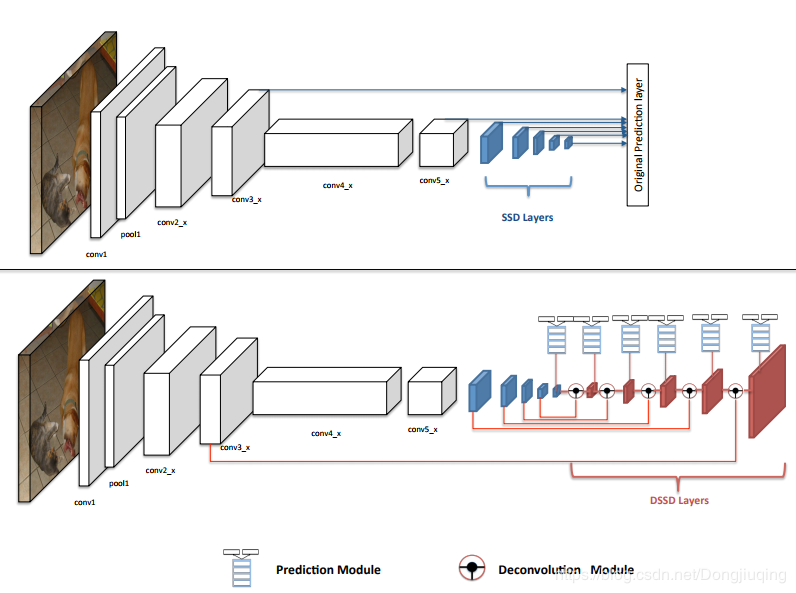 Original Prediction layer
conv3_x
conv4_x
conv5_x
conv2_x
pool1
conv1
SSD Layers
conv3_x
conv4_x
conv5_x
conv2_x
pool1
conv1
DSSD Layers
Prediction Module
Deconvolution Module
https://blog.csdn.net/Dongjiuqing